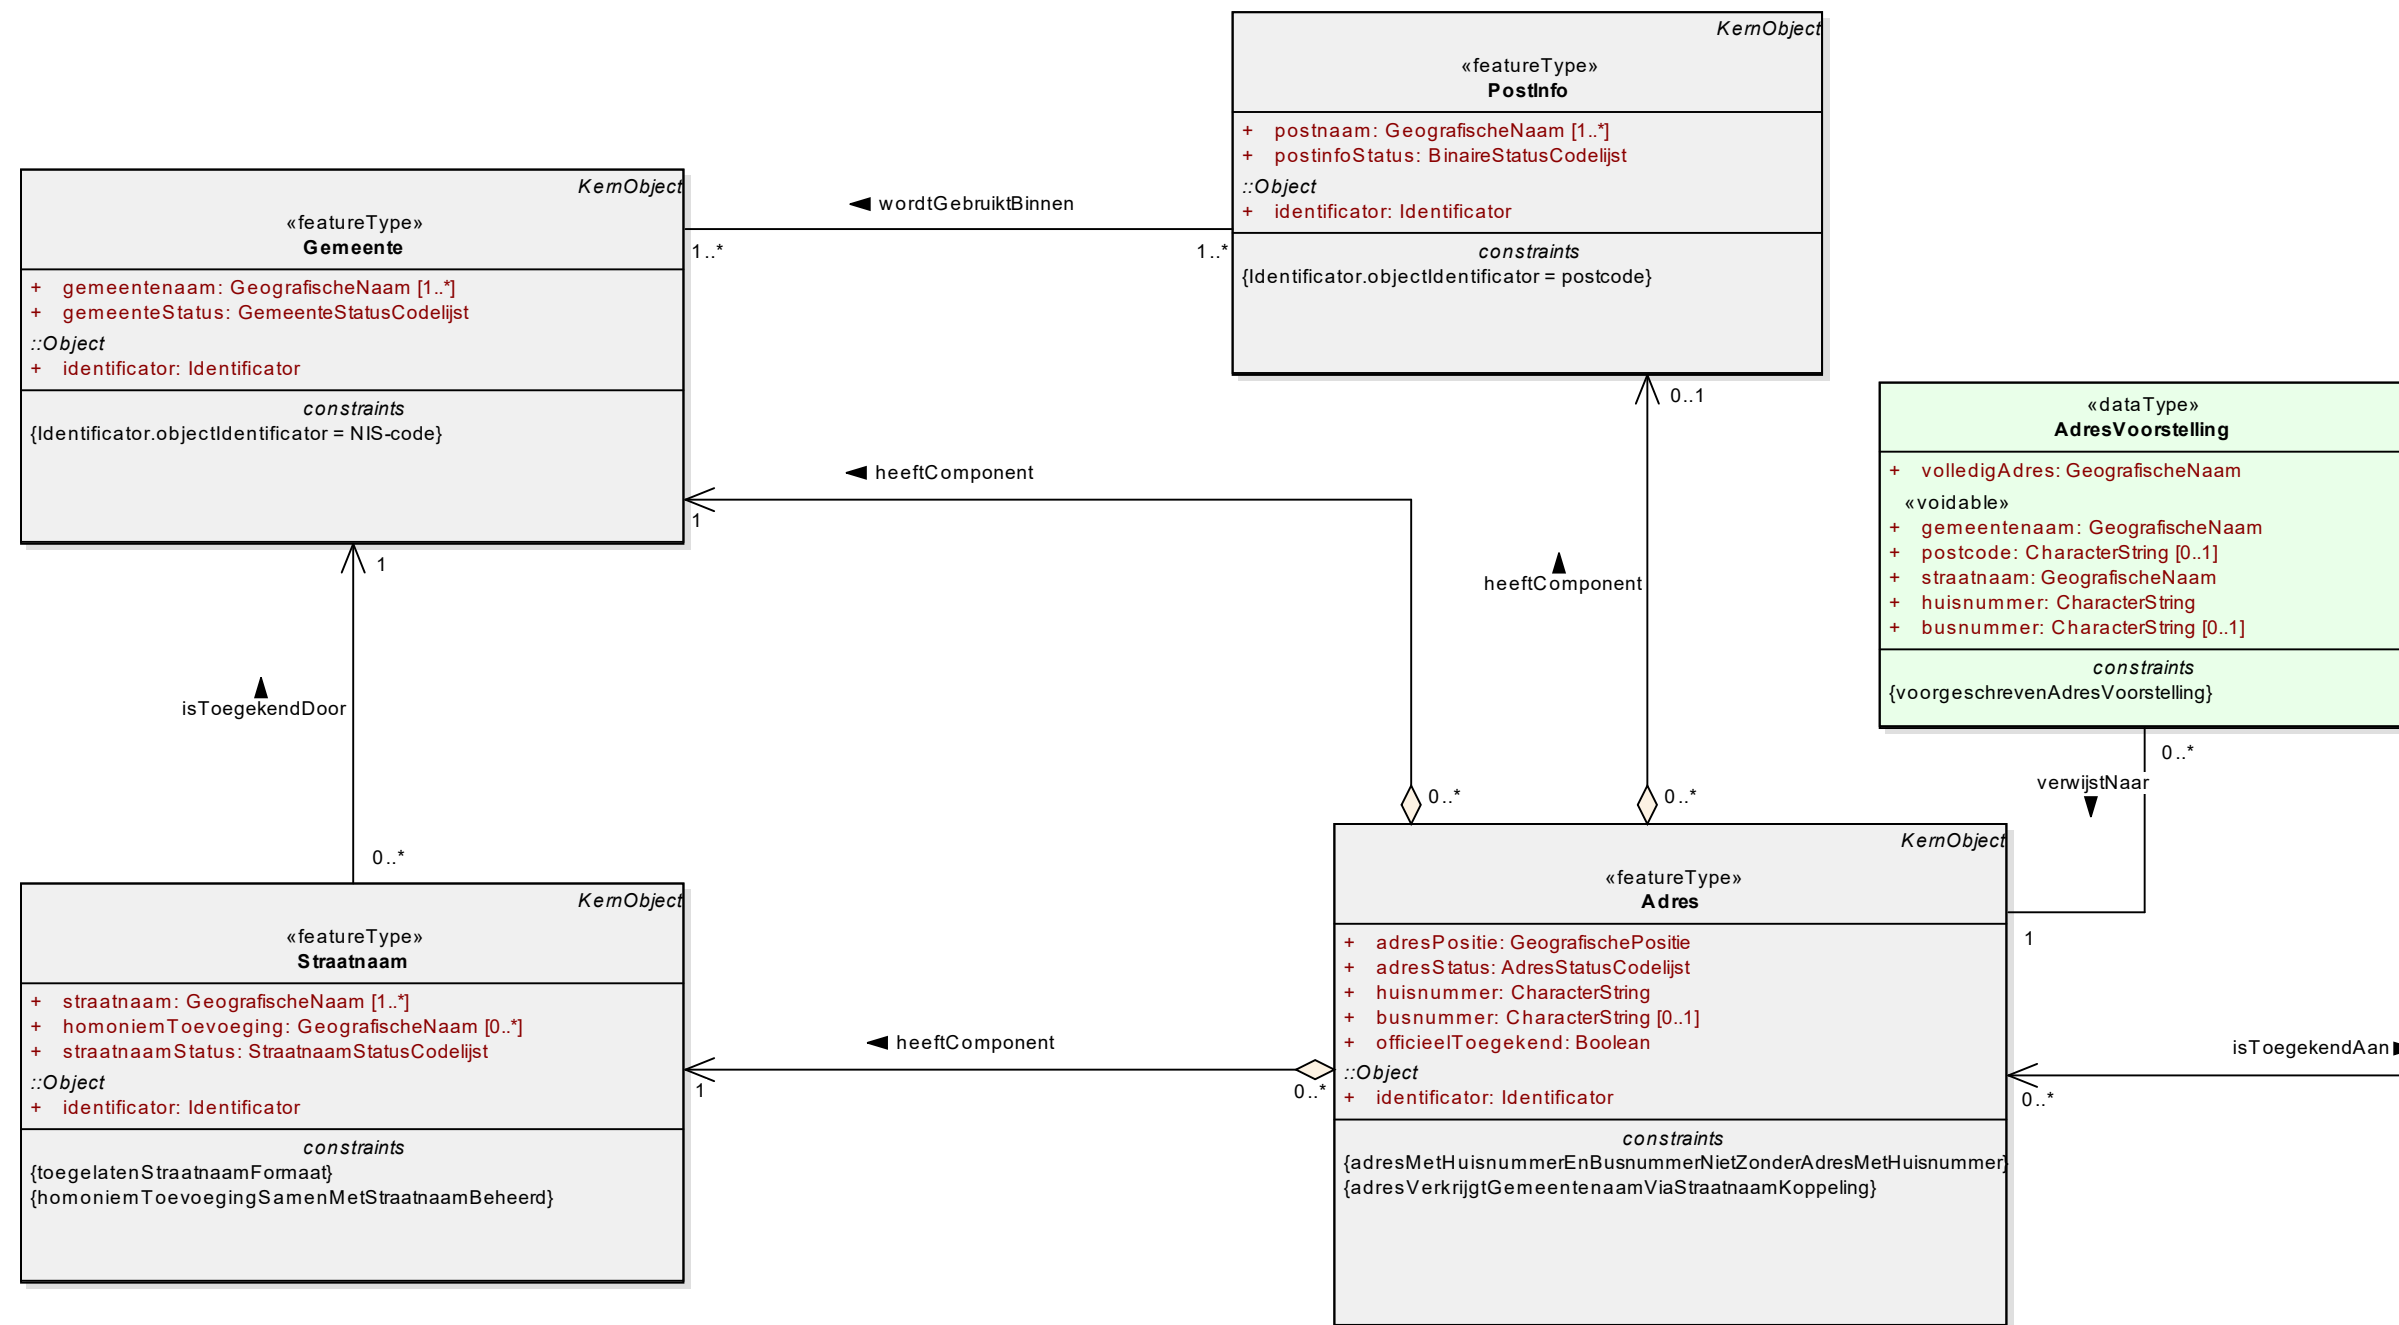 KernObject
«featureType»
PostInfo
+ postnaam: GeografischeNaam [1..*]
+ postinfoStatus: BinaireStatusCodelijst
::Object
+ identificator: Identificator
constraints
{Identificator.objectIdentificator = postcode}
KernObject
«featureType»
Gemeente
+ gemeentenaam: GeografischeNaam [1..*]
+ gemeenteStatus: GemeenteStatusCodelijst
::Object
+ identificator: Identificator
constraints
{Identificator.objectIdentificator = NIS-code}
wordtGebruiktBinnen
1..*
1..*
heeftComponent
1
0..*
0..1
heeftComponent
0..*
«dataType»
AdresVoorstelling
+ volledigAdres: GeografischeNaam
«voidable»
+ gemeentenaam: GeografischeNaam
+ postcode: CharacterString [0..1]
+ straatnaam: GeografischeNaam
+ huisnummer: CharacterString
+ busnummer: CharacterString [0..1]
constraints
{voorgeschrevenAdresVoorstelling}
0..*
verwijstNaar
1
1
isToegekendDoor
0..*
KernObject
«featureType»
Straatnaam
+ straatnaam: GeografischeNaam [1..*]
+ homoniemToevoeging: GeografischeNaam [0..*]
+ straatnaamStatus: StraatnaamStatusCodelijst
::Object
+ identificator: Identificator
constraints
{toegelatenStraatnaamFormaat}
{homoniemToevoegingSamenMetStraatnaamBeheerd}
heeftComponent
1
0..*
KernObject
«featureType»
Adres
+ adresPositie: GeografischePositie
+ adresStatus: AdresStatusCodelijst
+ huisnummer: CharacterString
+ busnummer: CharacterString [0..1]
+ officieelToegekend: Boolean
::Object
+ identificator: Identificator
constraints
{adresMetHuisnummerEnBusnummerNietZonderAdresMetHuisnummer}
{adresVerkrijgtGemeentenaamViaStraatnaamKoppeling}
isToegekendAan
0..*